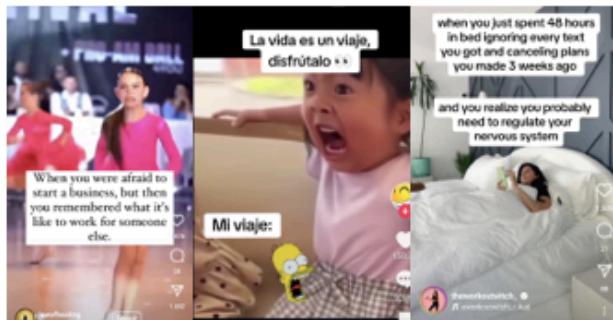 PRO-AM BALL
When you were afraid to
start a business, but then
you remembered what it's
like to work for someone
else.
La vida es un viaje,
disfrútalo 👀
Mi viaje:
when you just spent 48 hours
in bed ignoring every text
you got and canceling plans
you made 3 weeks ago
and you realize you probably
need to regulate your
nervous system